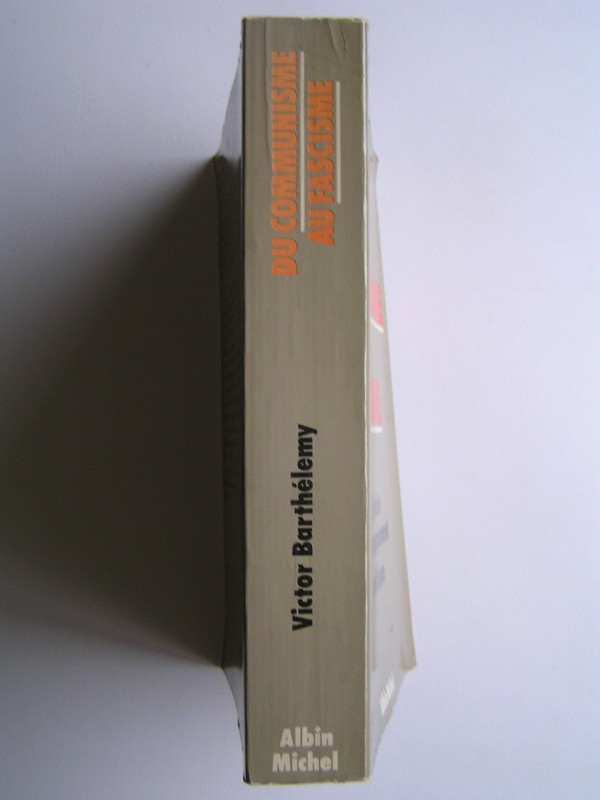 DU COMMUNISME
AU FASCISME
Victor Barthélemy
Albin
Michel